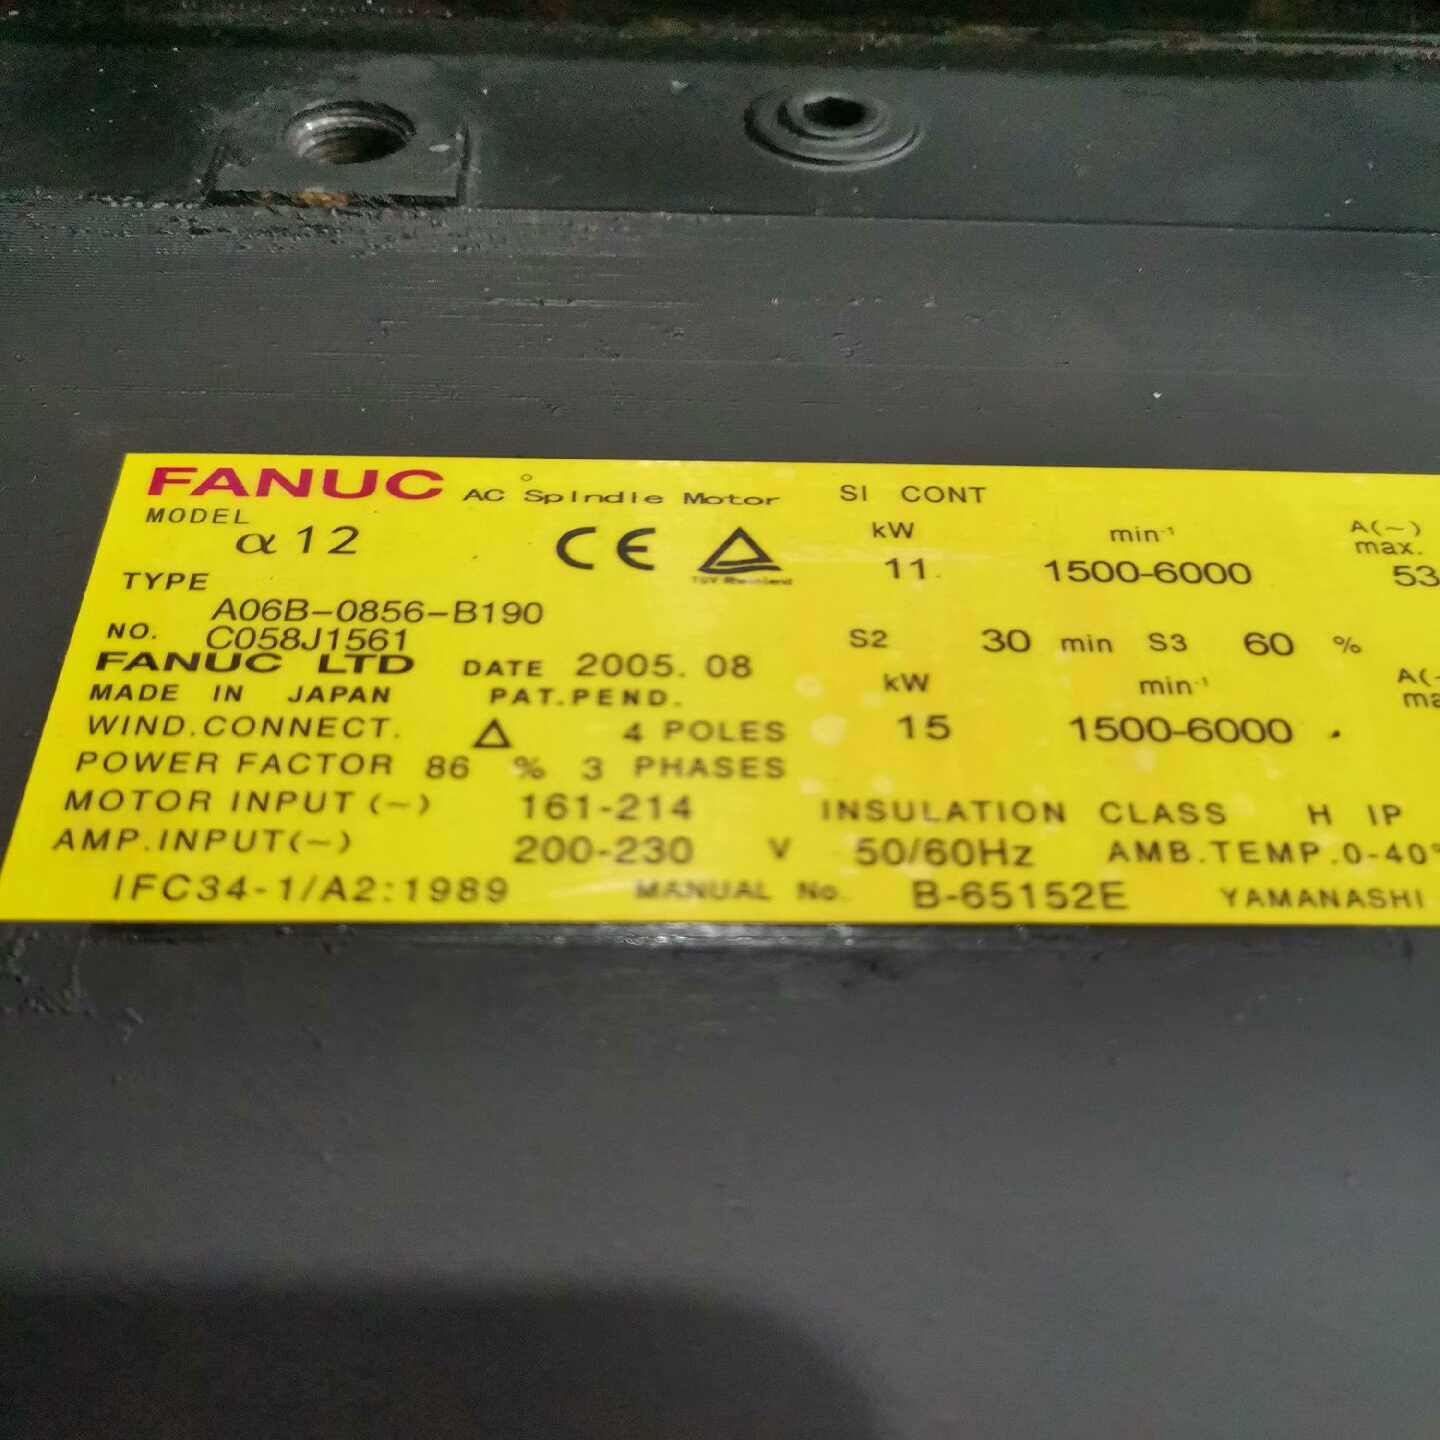 FANUC AC Spindle Motor SI CONT
MODEL α12
kW min⁻¹ A(~) max.
11 1500-6000 53
TYPE A06B-0856-B190
NO. C058J1561
S2 30 min S3 60 %
FANUC LTD DATE 2005.08
kW min⁻¹
MADE IN JAPAN PAT.PEND.
WIND.CONNECT. △ 4 POLES 15 1500-6000
POWER FACTOR 86 % 3 PHASES
MOTOR INPUT(~) 161-214 INSULATION CLASS H IP
AMP.INPUT(~) 200-230 V 50/60Hz AMB.TEMP.0-40°
IFC34-1/A2:1989 MANUAL No. B-65152E YAMANASHI
CE
TÜV Rheinland